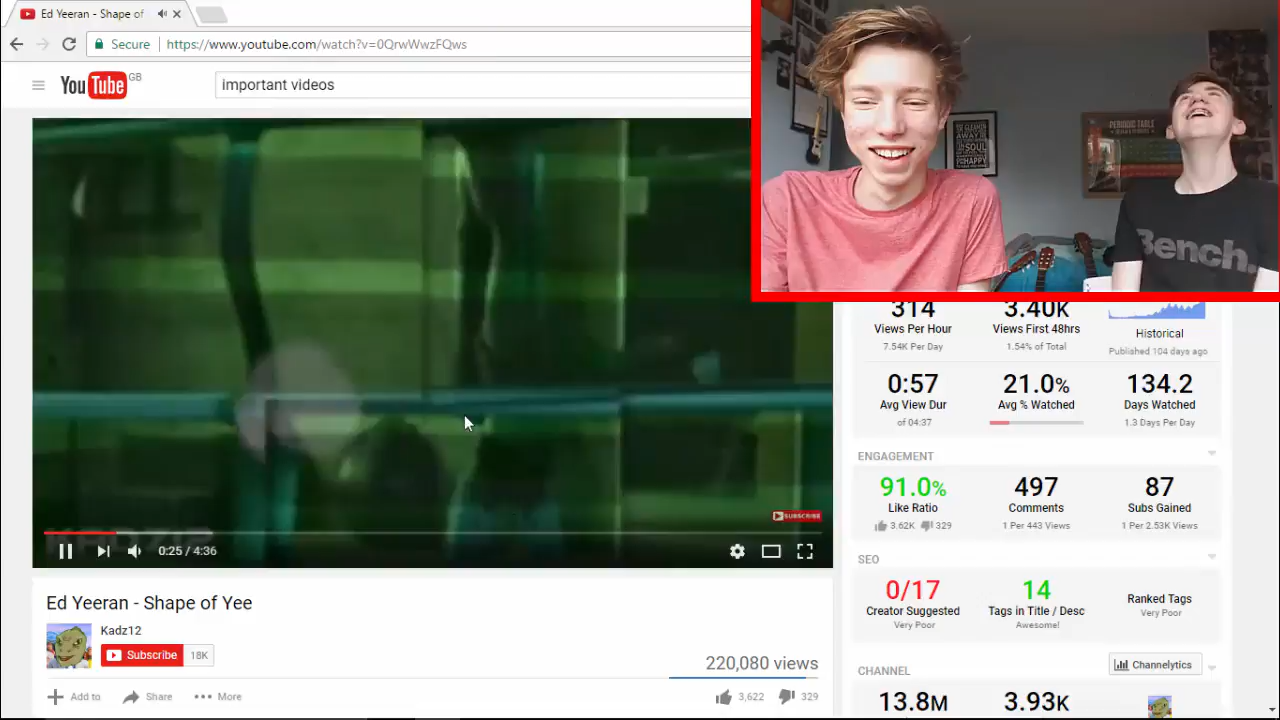 Ed Yeeran - Shape of
Secure
https://www.youtube.com/watch?v=0QrwWwzFQws
YouTube GB
important videos
PERIODIC TABLE
SOUL
HAPPY
Bench.
314
Views Per Hour
7.54K Per Day
3.40K
Views First 48hrs
1.54% of Total
Historical
Published 104 days ago
0:57
Avg View Dur
of 04:37
21.0%
Avg % Watched
134.2
Days Watched
1.3 Days Per Day
ENGAGEMENT
91.0%
Like Ratio
3.62K 329
497
Comments
1 Per 443 Views
87
Subs Gained
1 Per 2.53K Views
SUBSCRIBE
0:25 / 4:36
SEO
0/17
Creator Suggested
Very Poor
14
Tags in Title / Desc
Awesome!
Ranked Tags
Very Poor
Ed Yeeran - Shape of Yee
Kadz12
Subscribe 18K
220,080 views
Add to Share More
3,622 329
CHANNEL
Channelytics
13.8M
3.93K